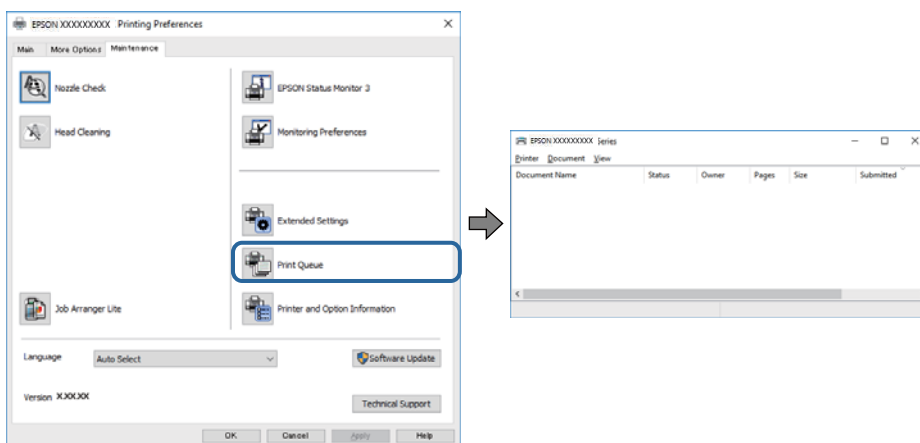 EPSON XXXXXXXXX Printing Preferences
Main More Options Maintenance
Nozzle Check
EPSON Status Monitor 3
Head Cleaning
Monitoring Preferences
Extended Settings
Print Queue
Job Arranger Lite
Printer and Option Information
Language Auto Select Software Update
Version X.XX.XX
Technical Support
OK Cancel Apply Help
EPSON XXXXXXXXX Series
Printer Document View
Document Name Status Owner Pages Size Submitted